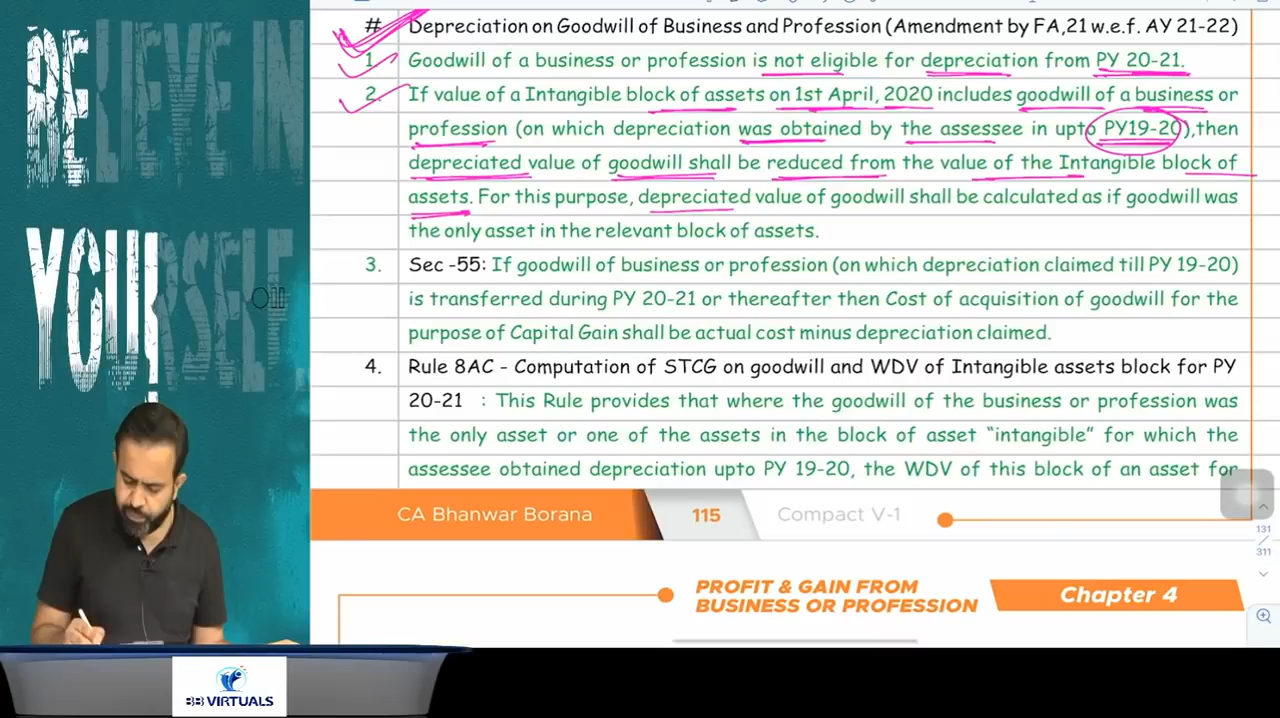 BELIEVE IN
YOURSELF
# Depreciation on Goodwill of Business and Profession (Amendment by FA,21 w.e.f. AY 21-22)
1. Goodwill of a business or profession is not eligible for depreciation from PY 20-21.
2. If value of a Intangible block of assets on 1st April, 2020 includes goodwill of a business or
profession (on which depreciation was obtained by the assessee in upto PY19-20),then
depreciated value of goodwill shall be reduced from the value of the Intangible block of
assets. For this purpose, depreciated value of goodwill shall be calculated as if goodwill was
the only asset in the relevant block of assets.
3. Sec -55: If goodwill of business or profession (on which depreciation claimed till PY 19-20)
is transferred during PY 20-21 or thereafter then Cost of acquisition of goodwill for the
purpose of Capital Gain shall be actual cost minus depreciation claimed.
4. Rule 8AC - Computation of STCG on goodwill and WDV of Intangible assets block for PY
20-21 : This Rule provides that where the goodwill of the business or profession was
the only asset or one of the assets in the block of asset “intangible” for which the
assessee obtained depreciation upto PY 19-20, the WDV of this block of an asset for
CA Bhanwar Borana 115 Compact V-1
131
/
311
PROFIT & GAIN FROM
BUSINESS OR PROFESSION
Chapter 4
BB VIRTUALS